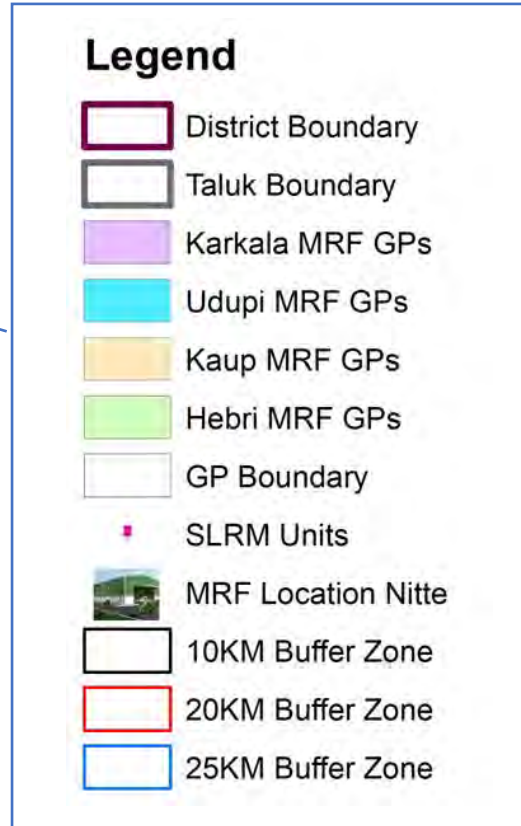 Legend
District Boundary
Taluk Boundary
Karkala MRF GPs
Udupi MRF GPs
Kaup MRF GPs
Hebri MRF GPs
GP Boundary
SLRM Units
MRF Location Nitte
10KM Buffer Zone
20KM Buffer Zone
25KM Buffer Zone